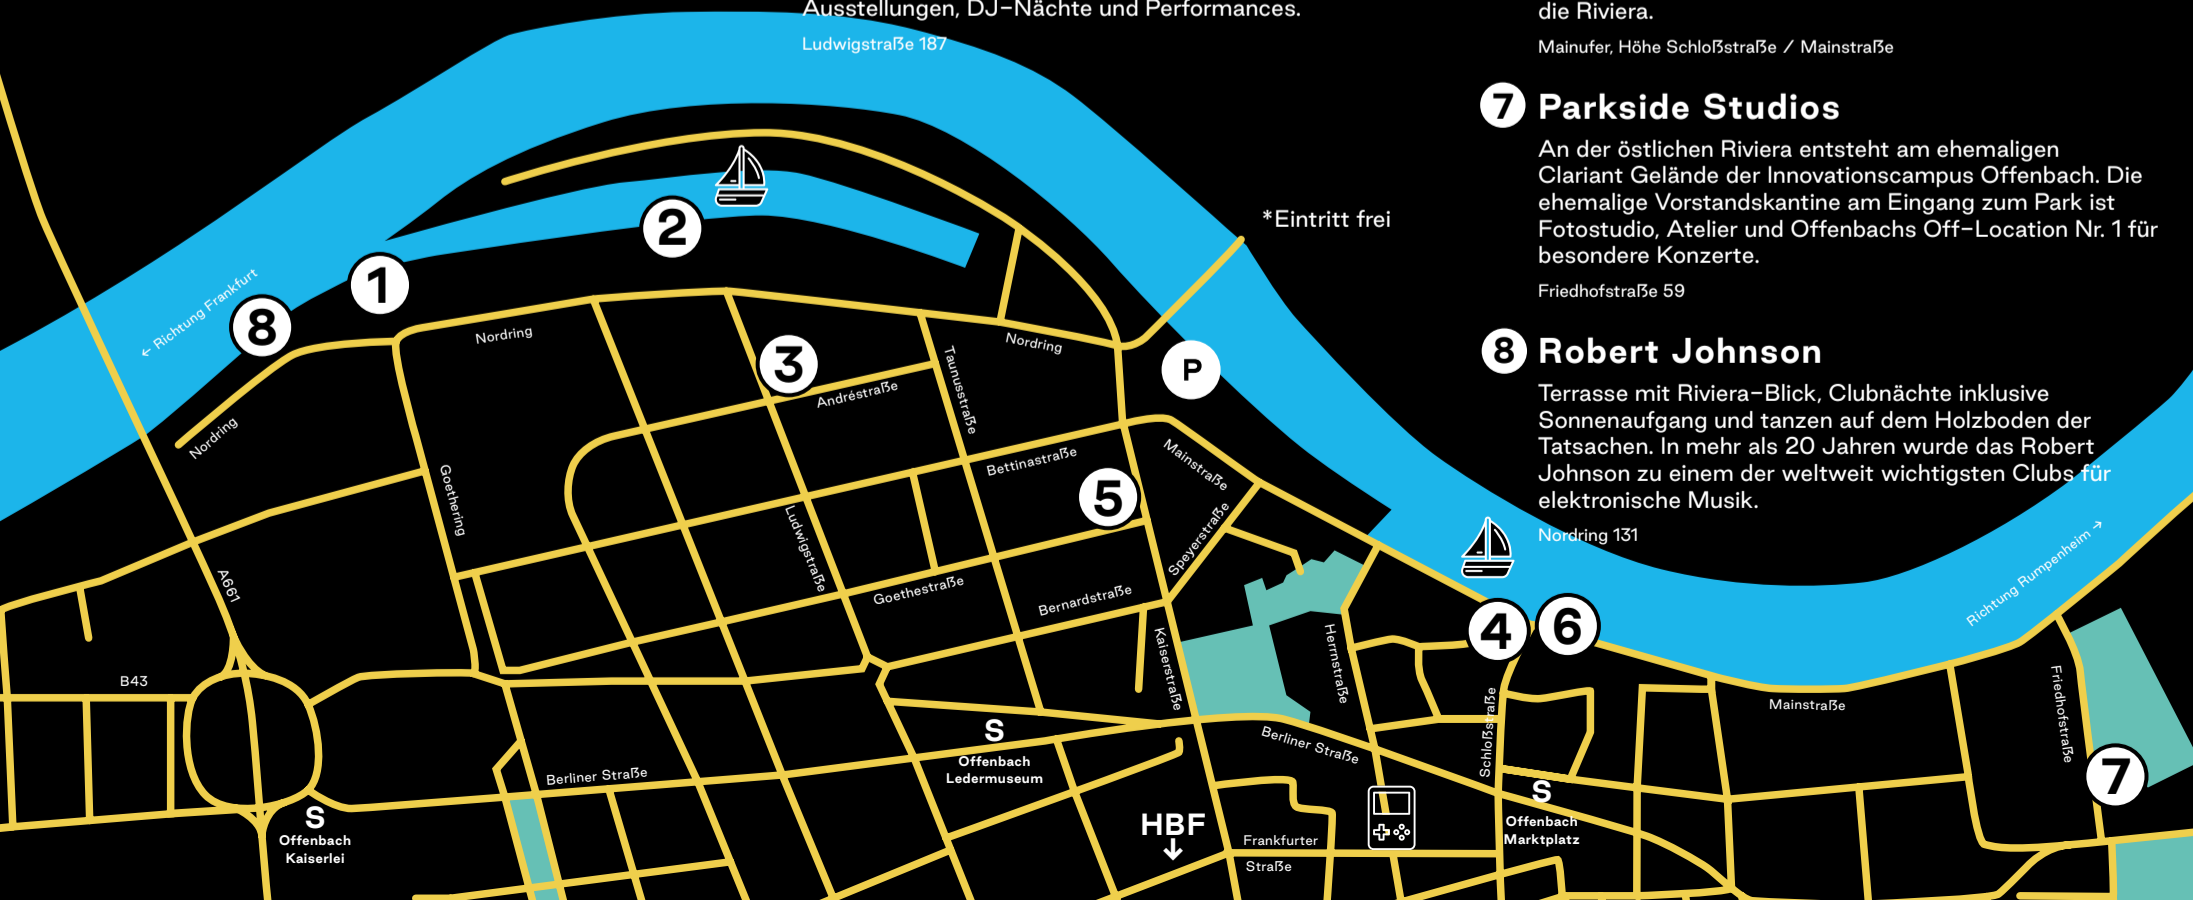 Ausstellungen, DJ-Nächte und Performances.
Ludwigstraße 187
die Riviera.
Mainufer, Höhe Schloßstraße / Mainstraße
7 Parkside Studios
An der östlichen Riviera entsteht am ehemaligen
Clariant Gelände der Innovationscampus Offenbach. Die
ehemalige Vorstandskantine am Eingang zum Park ist
Fotostudio, Atelier und Offenbachs Off-Location Nr. 1 für
besondere Konzerte.
Friedhofstraße 59
8 Robert Johnson
Terrasse mit Riviera-Blick, Clubnächte inklusive
Sonnenaufgang und tanzen auf dem Holzboden der
Tatsachen. In mehr als 20 Jahren wurde das Robert
Johnson zu einem der weltweit wichtigsten Clubs für
elektronische Musik.
Nordring 131
*Eintritt frei
← Richtung Frankfurt
8
1
2
3
P
5
4
6
7
Nordring
Nordring
Nordring
Andréstraße
Taunusstraße
Goethering
Ludwigstraße
Bettinastraße
Mainstraße
Speyerstraße
Goethestraße
Bernardstraße
Kaiserstraße
Herrnstraße
Schloßstraße
Mainstraße
Friedhofstraße
Richtung Rumpenheim →
A661
B43
Berliner Straße
Berliner Straße
S
Offenbach
Kaiserlei
S
Offenbach
Ledermuseum
HBF
↓
Frankfurter
Straße
S
Offenbach
Marktplatz